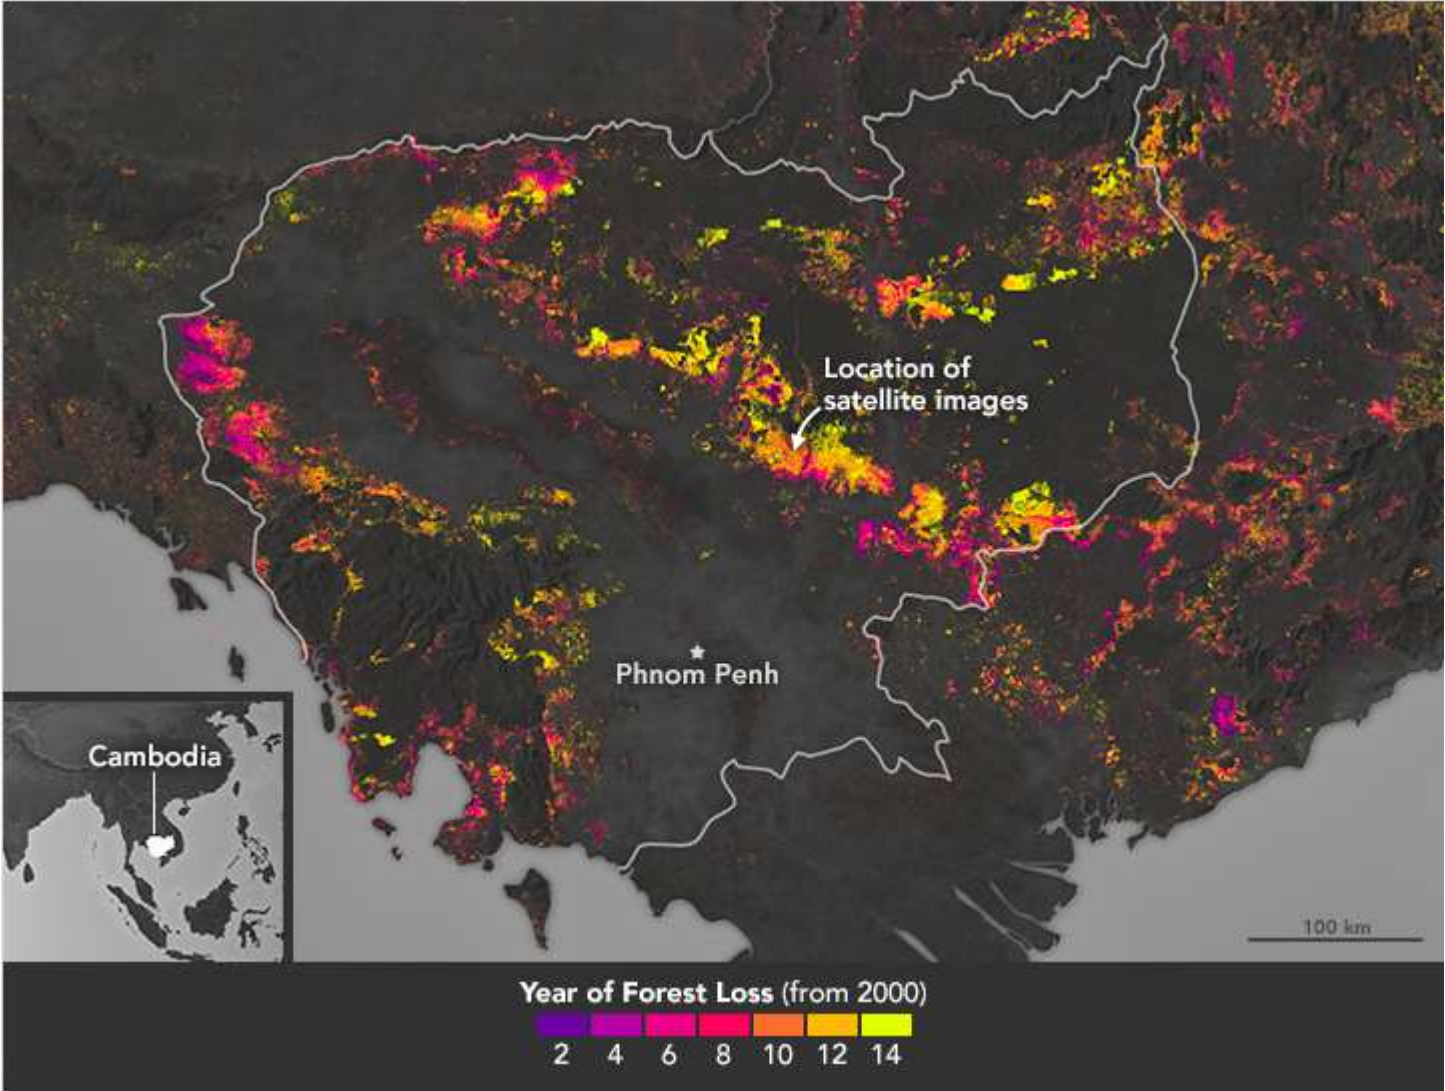 Location of
satellite images
Phnom Penh
Cambodia
100 km
Year of Forest Loss (from 2000)
2 4 6 8 10 12 14